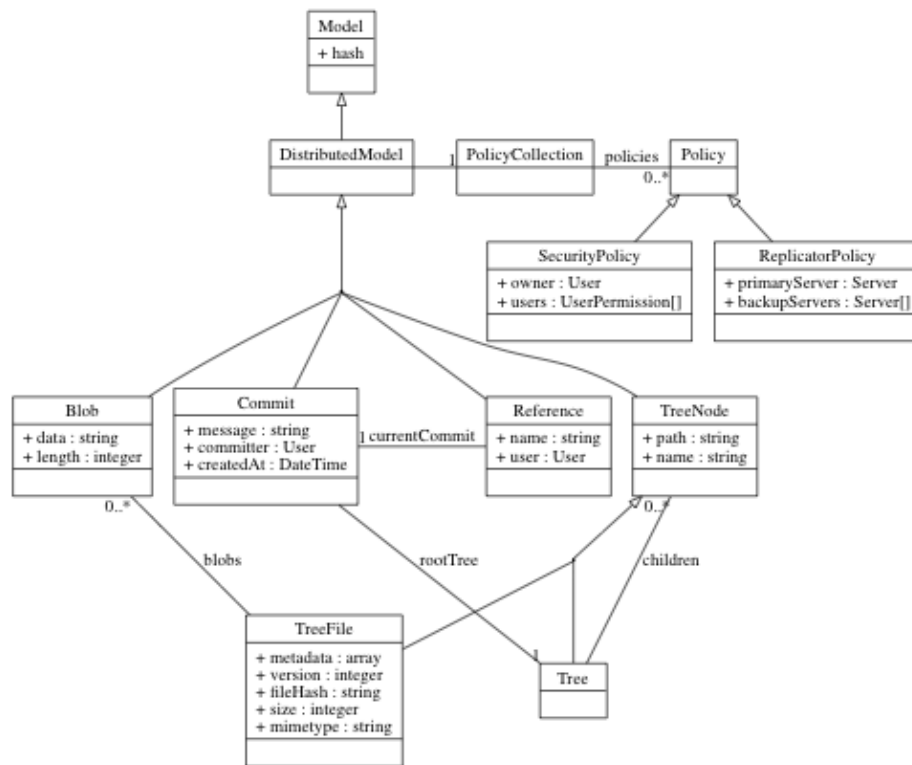 Model
+ hash
DistributedModel
1
PolicyCollection
policies
0..*
Policy
SecurityPolicy
+ owner : User
+ users : UserPermission[]
ReplicatorPolicy
+ primaryServer : Server
+ backupServers : Server[]
Blob
+ data : string
+ length : integer
Commit
+ message : string
+ committer : User
+ createdAt : DateTime
1
currentCommit
Reference
+ name : string
+ user : User
TreeNode
+ path : string
+ name : string
0..*
0..*
blobs
rootTree
children
TreeFile
+ metadata : array
+ version : integer
+ fileHash : string
+ size : integer
+ mimetype : string
1
Tree